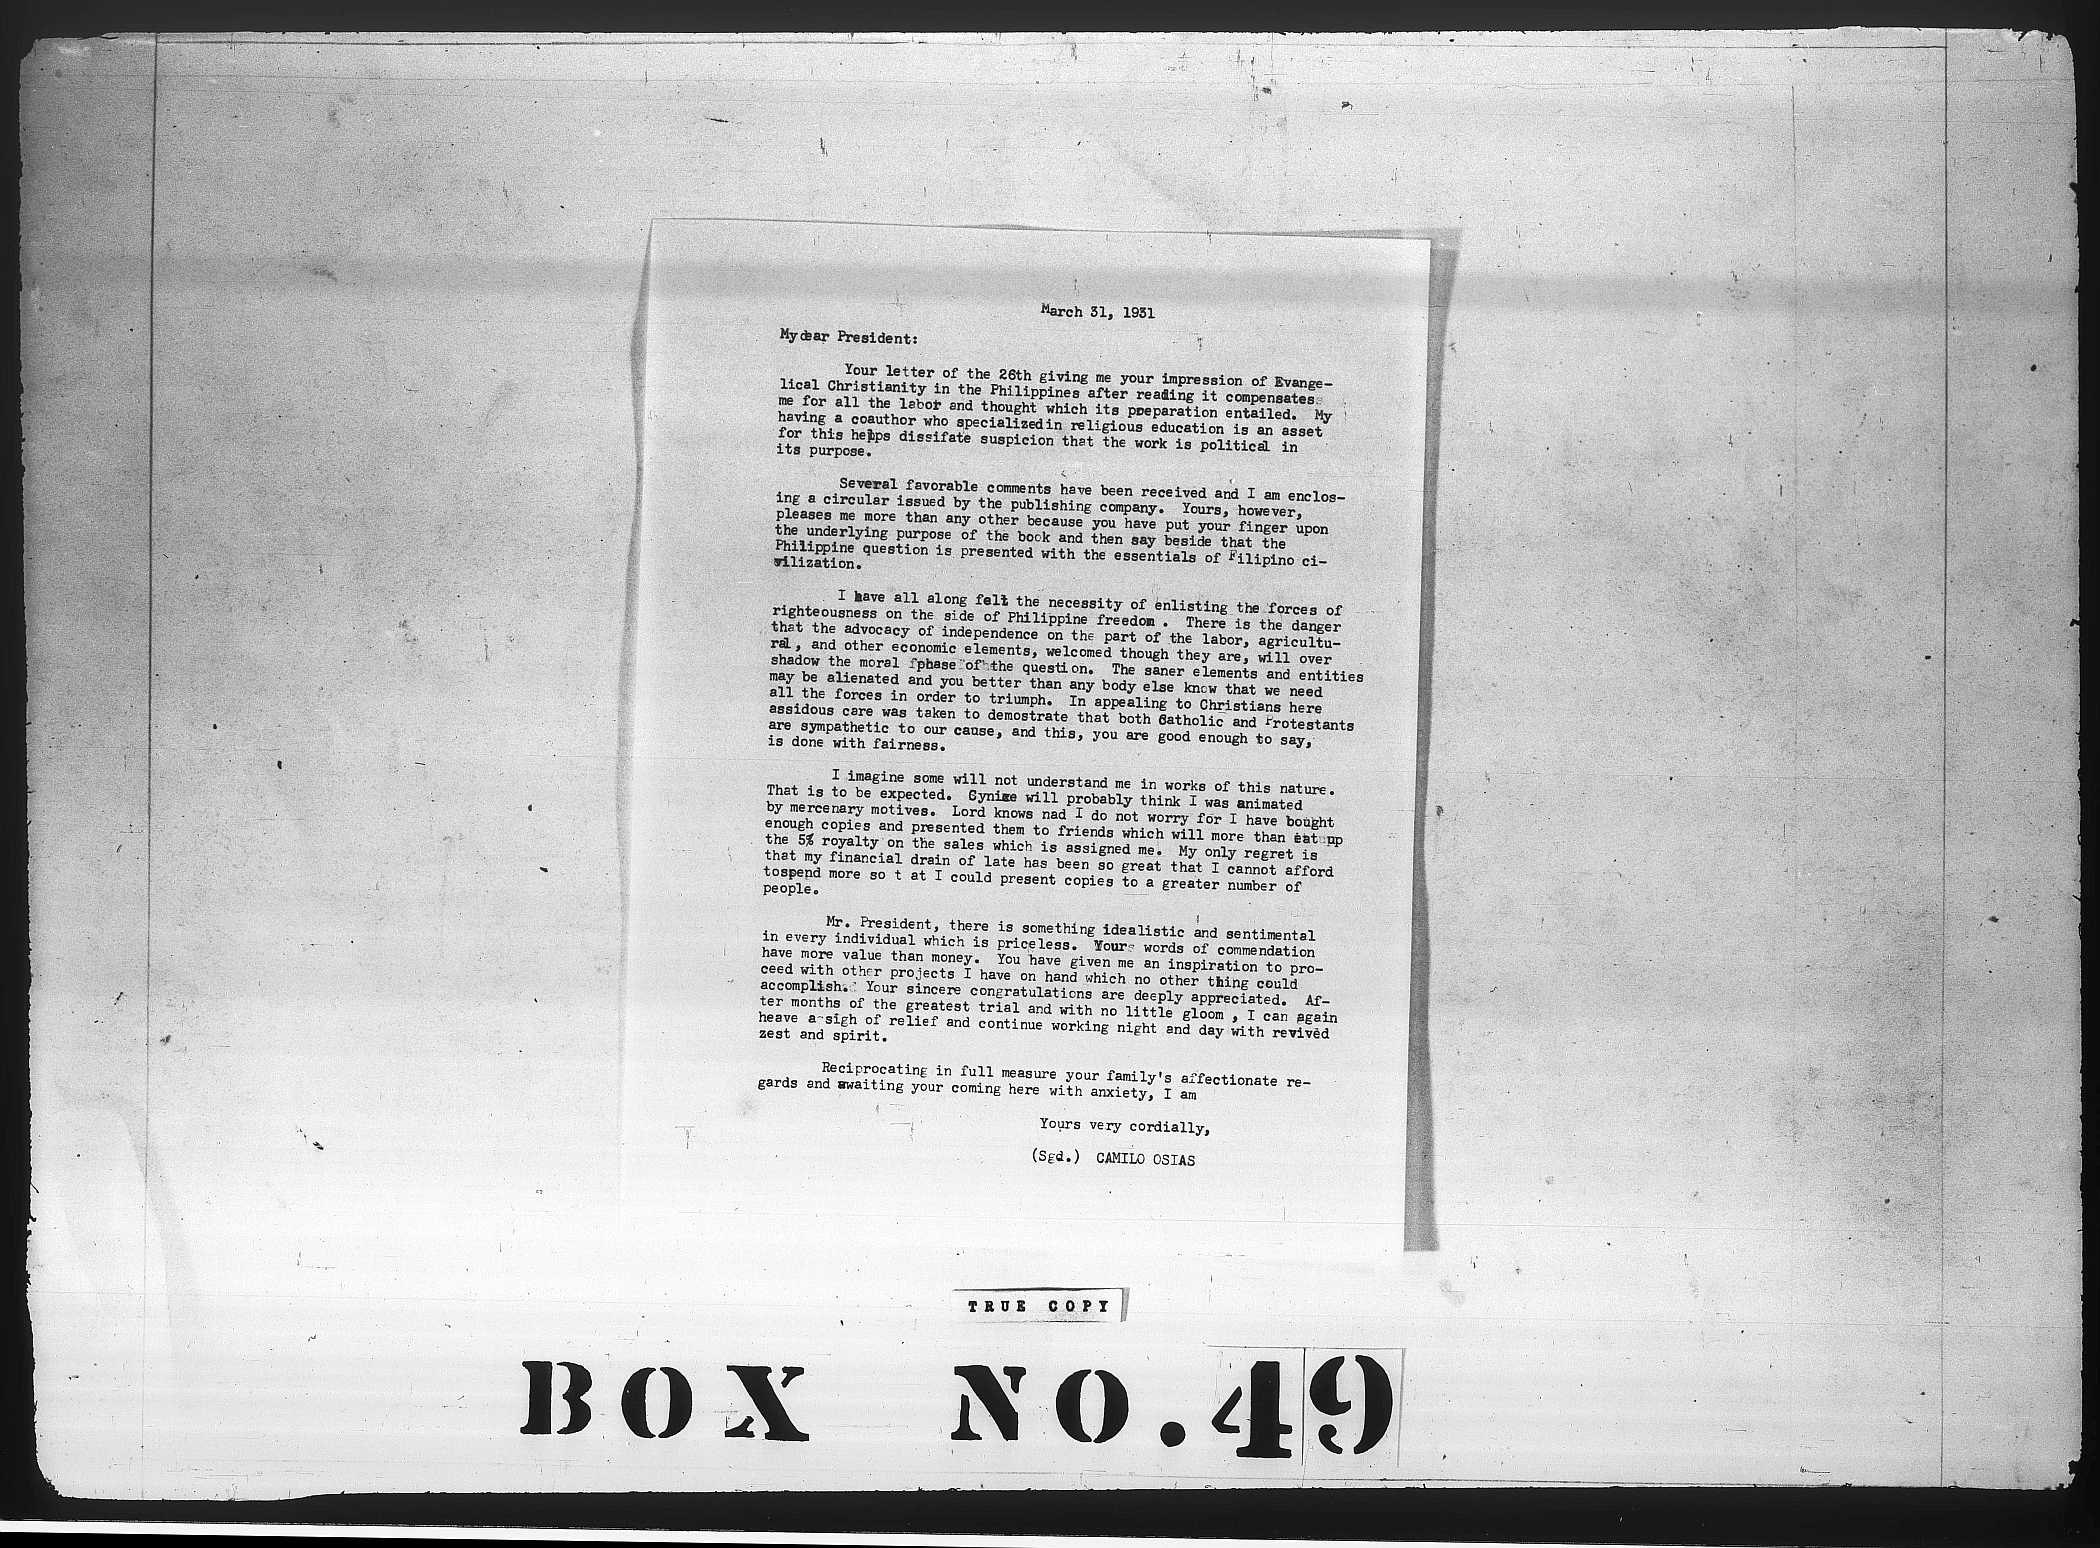 March 31, 1931
My dear President:
Your letter of the 26th giving me your impression of Evange-
lical Christianity in the Philippines after reading it compensates
me for all the labor and thought which its preparation entailed. My
having a coauthor who specializedin religious education is an asset
for this helps dissifate suspicion that the work is political in
its purpose.
Several favorable comments have been received and I am enclos-
ing a circular issued by the publishing company. Yours, however,
pleases me more than any other because you have put your finger upon
the underlying purpose of the book and then say beside that the
Philippine question is presented with the essentials of Filipino ci-
vilization.
I have all along felt the necessity of enlisting the forces of
righteousness on the side of Philippine freedom . There is the danger
that the advocacy of independence on the part of the labor, agricultu-
ral, and other economic elements, welcomed though they are, will over
shadow the moral phase of the question. The saner elements and entities
may be alienated and you better than any body else know that we need
all the forces in order to triumph. In appealing to Christians here
assidous care was taken to demostrate that both Catholic and Protestants
are sympathetic to our cause, and this, you are good enough to say,
is done with fairness.
I imagine some will not understand me in works of this nature.
That is to be expected. Cynics will probably think I was animated
by mercenary motives. Lord knows nad I do not worry for I have bought
enough copies and presented them to friends which will more than eat up
the 5% royalty on the sales which is assigned me. My only regret is
that my financial drain of late has been so great that I cannot afford
tospend more so t at I could present copies to a greater number of
people.
Mr. President, there is something idealistic and sentimental
in every individual which is priceless. Yours words of commendation
have more value than money. You have given me an inspiration to pro-
ceed with other projects I have on hand which no other thing could
accomplish. Your sincere congratulations are deeply appreciated. Af-
ter months of the greatest trial and with no little gloom , I can again
heave a sigh of relief and continue working night and day with revived
zest and spirit.
Reciprocating in full measure your family's affectionate re-
gards and awaiting your coming here with anxiety, I am
Yours very cordially,
(Sgd.) CAMILO OSIAS
TRUE COPY
BOX NO. 49